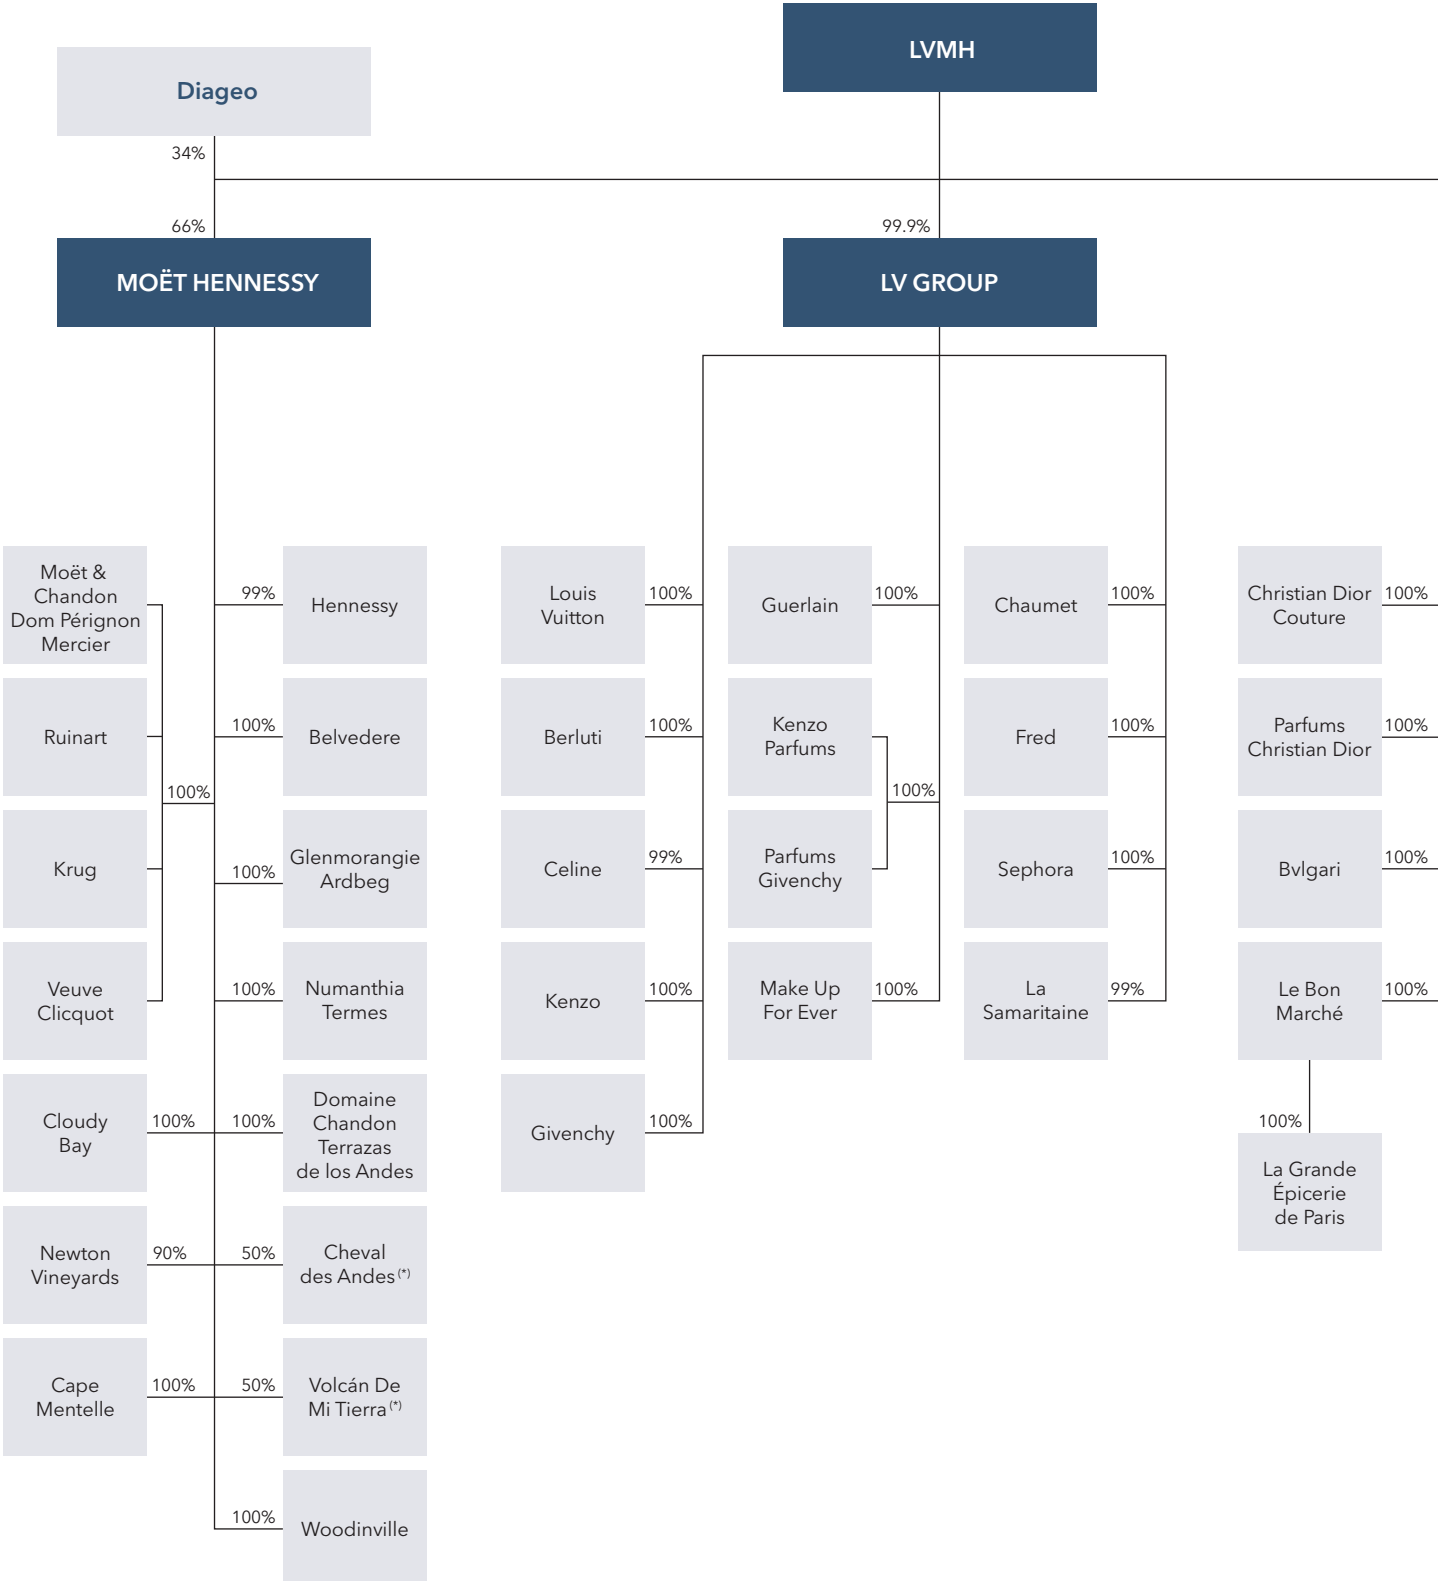 LVMH
Diageo
34%
66%
99.9%
MOËT HENNESSY
LV GROUP
Moët &
Chandon
Dom Pérignon
Mercier
99%
Hennessy
Louis
Vuitton
100%
Guerlain
100%
Chaumet
100%
Christian Dior
Couture
100%
Ruinart
100%
Belvedere
Berluti
100%
Kenzo
Parfums
Fred
100%
Parfums
Christian Dior
100%
100%
100%
Krug
100%
Glenmorangie
Ardbeg
Celine
99%
Parfums
Givenchy
Sephora
100%
Bvlgari
100%
Veuve
Clicquot
100%
Numanthia
Termes
Kenzo
100%
Make Up
For Ever
100%
La
Samaritaine
99%
Le Bon
Marché
100%
Cloudy
Bay
100%
100%
Domaine
Chandon
Terrazas
de los Andes
Givenchy
100%
100%
La Grande
Épicerie
de Paris
Newton
Vineyards
90%
50%
Cheval
des Andes (*)
Cape
Mentelle
100%
50%
Volcán De
Mi Tierra (*)
100%
Woodinville